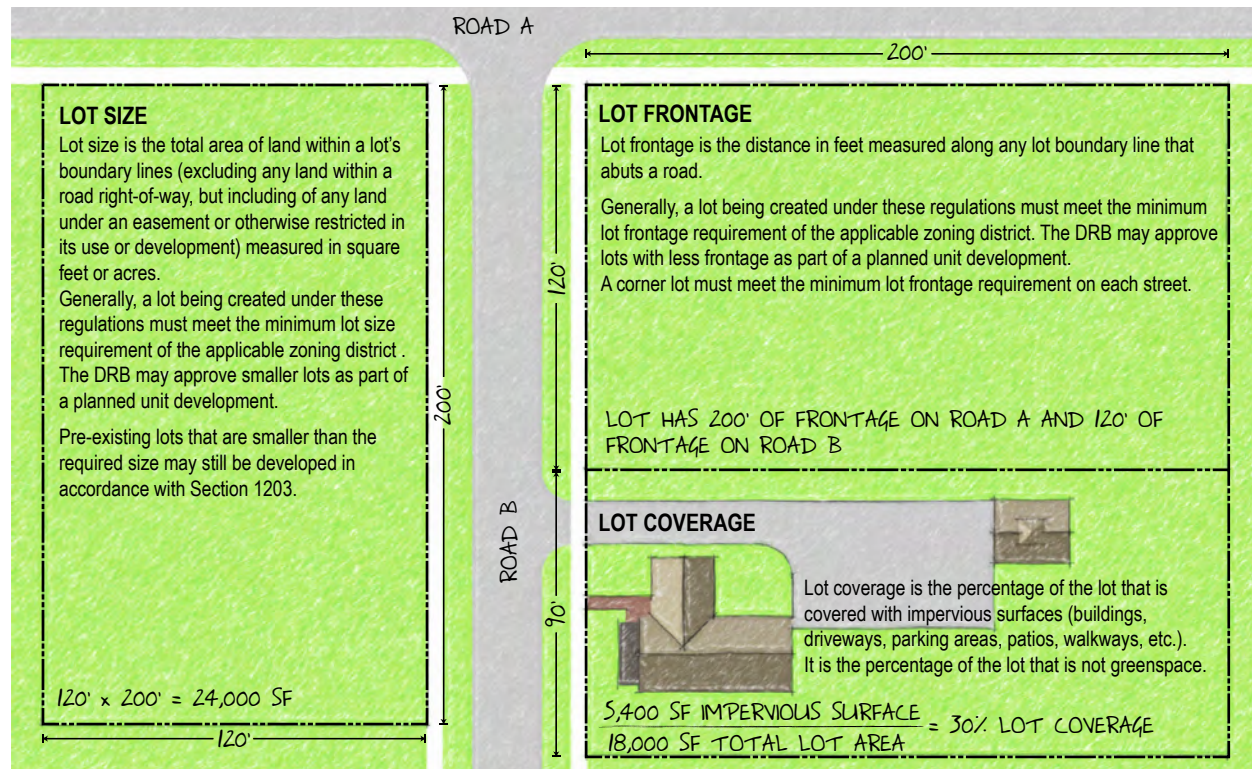 ROAD A
200'
LOT SIZE
Lot size is the total area of land within a lot's
boundary lines (excluding any land within a
road right-of-way, but including of any land
under an easement or otherwise restricted in
its use or development) measured in square
feet or acres.
Generally, a lot being created under these
regulations must meet the minimum lot size
requirement of the applicable zoning district .
The DRB may approve smaller lots as part of
a planned unit development.
Pre-existing lots that are smaller than the
required size may still be developed in
accordance with Section 1203.
120' x 200' = 24,000 SF
120'
200'
ROAD B
120'
90'
LOT FRONTAGE
Lot frontage is the distance in feet measured along any lot boundary line that
abuts a road.
Generally, a lot being created under these regulations must meet the minimum
lot frontage requirement of the applicable zoning district. The DRB may approve
lots with less frontage as part of a planned unit development.
A corner lot must meet the minimum lot frontage requirement on each street.
LOT HAS 200' OF FRONTAGE ON ROAD A AND 120' OF
FRONTAGE ON ROAD B
LOT COVERAGE
Lot coverage is the percentage of the lot that is
covered with impervious surfaces (buildings,
driveways, parking areas, patios, walkways, etc.).
It is the percentage of the lot that is not greenspace.
5,400 SF IMPERVIOUS SURFACE
18,000 SF TOTAL LOT AREA
= 30% LOT COVERAGE